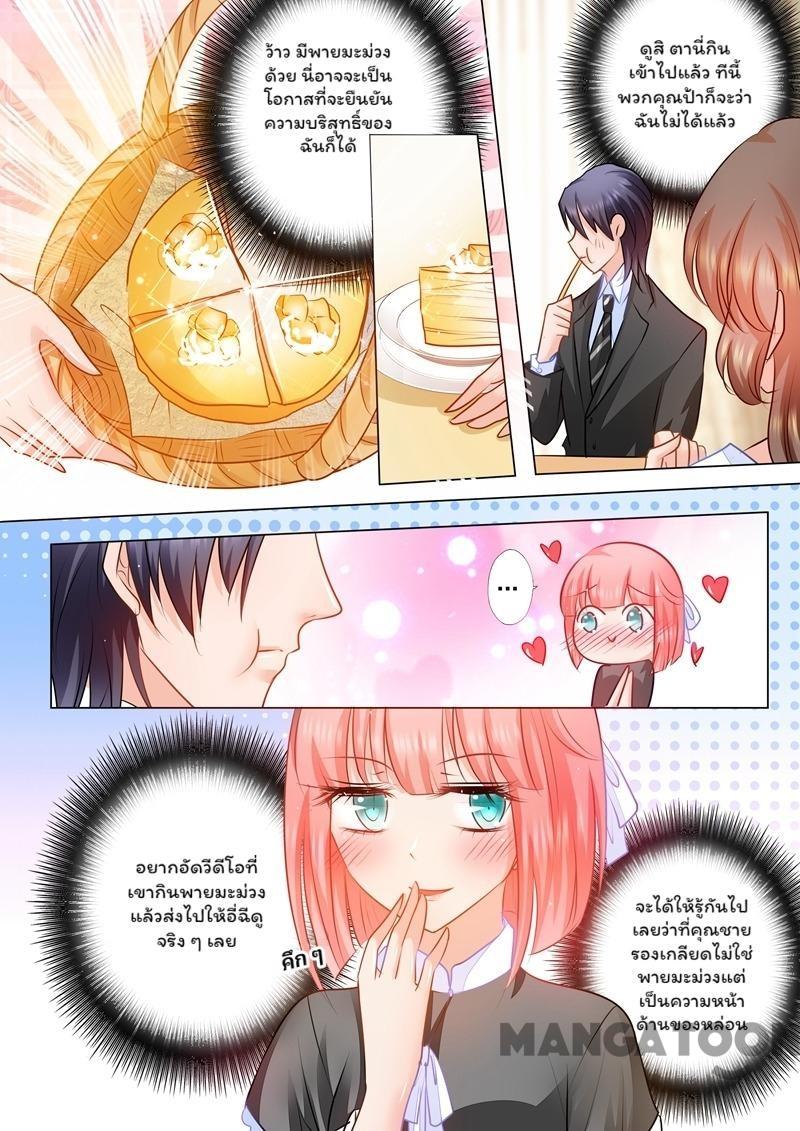 ว้าว มีพายมะม่วง
ด้วย นี่อาจจะเป็น
โอกาสที่จะยืนยัน
ความบริสุทธิ์ของ
ฉันก็ได้
ดูสิ ตานี่กิน
เข้าไปแล้ว ทีนี้
พวกคุณป้าก็จะว่า
ฉันไม่ได้แล้ว
...
อยากอัดวีดีโอที่
เขากินพายมะม่วง
แล้วส่งไปให้อี่ฉีดู
จริง ๆ เลย
คึก ๆ
จะได้ให้รู้กันไป
เลยว่าที่คุณชาย
รองเกลียดไม่ใช่
พายมะม่วงแต่
เป็นความหน้า
ด้านของหล่อน
MANGATOON